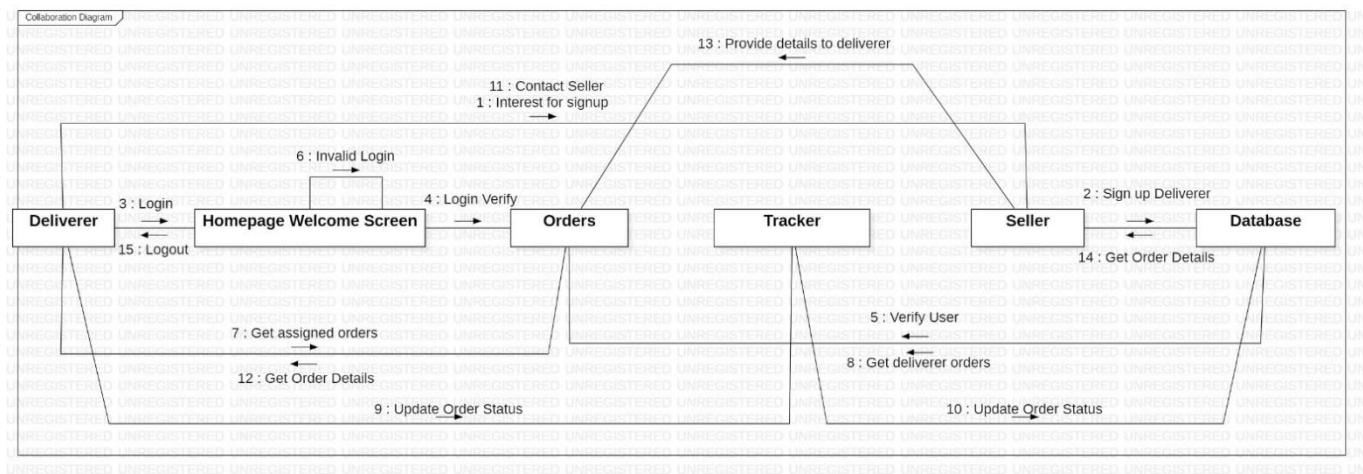 Collaboration Diagram
UNREGISTERED
13 : Provide details to deliverer
11 : Contact Seller
1 : Interest for signup
6 : Invalid Login
3 : Login
4 : Login Verify
2 : Sign up Deliverer
Deliverer
Homepage Welcome Screen
Orders
Tracker
Seller
Database
15 : Logout
14 : Get Order Details
5 : Verify User
7 : Get assigned orders
8 : Get deliverer orders
12 : Get Order Details
9 : Update Order Status
10 : Update Order Status